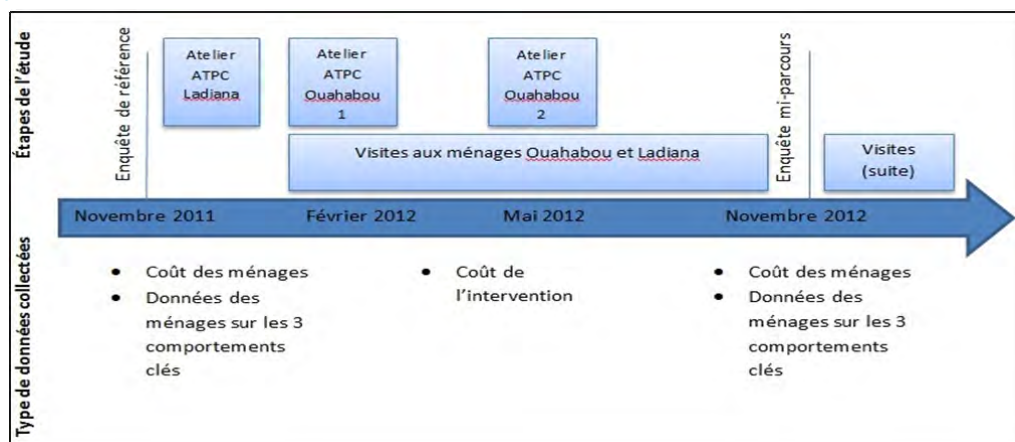 Étapes de l'étude
Enquête de référence
Atelier
ATPC
Ladiana
Atelier
ATPC
Ouahabou
1
Atelier
ATPC
Ouahabou
2
Visites aux ménages Ouahabou et Ladiana
Enquête mi-parcours
Visites
(suite)
Novembre 2011
Février 2012
Mai 2012
Novembre 2012
Type de données collectées
• Coût des ménages
• Données des
ménages sur les 3
comportements
clés
• Coût de
l'intervention
• Coût des ménages
• Données des
ménages sur les 3
comportements
clés